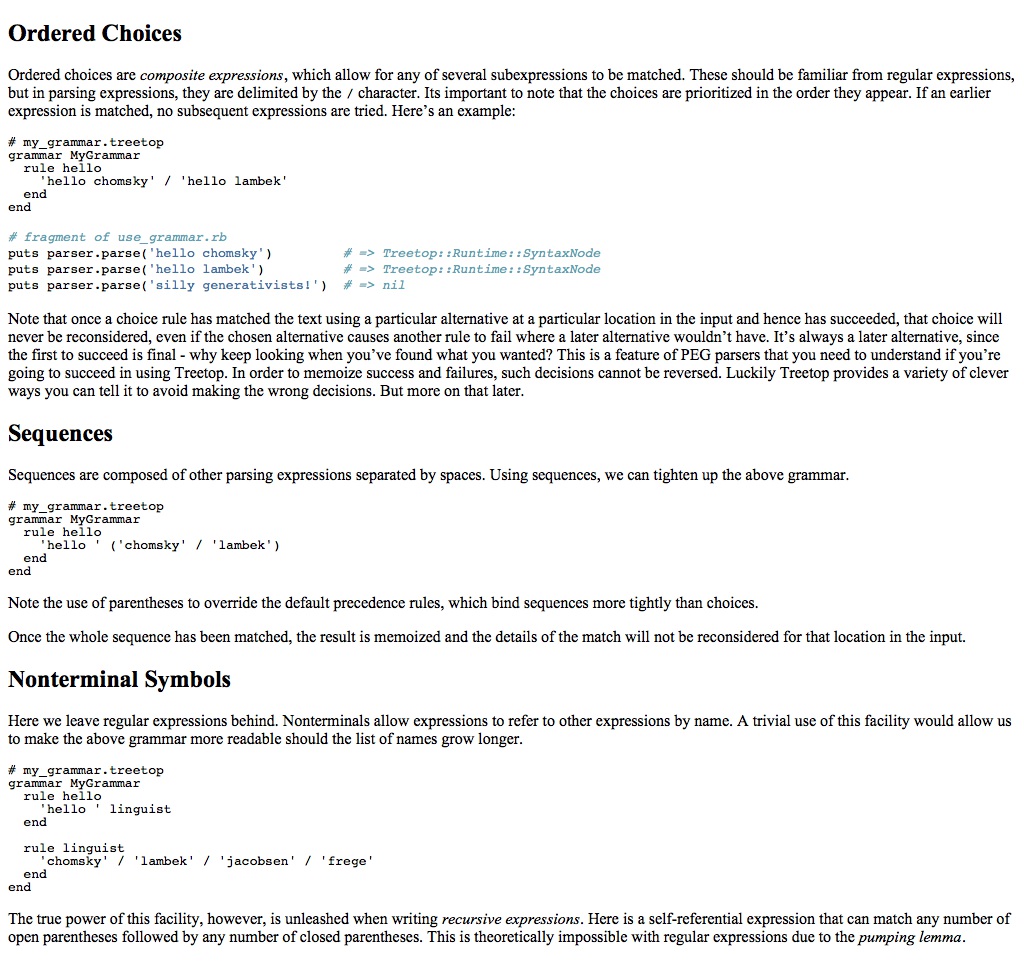 Ordered Choices
Ordered choices are composite expressions, which allow for any of several subexpressions to be matched. These should be familiar from regular expressions,
but in parsing expressions, they are delimited by the / character. Its important to note that the choices are prioritized in the order they appear. If an earlier
expression is matched, no subsequent expressions are tried. Here’s an example:
# my_grammar.treetop
grammar MyGrammar
  rule hello
    'hello chomsky' / 'hello lambek'
  end
end
# fragment of use_grammar.rb
puts parser.parse('hello chomsky')         # => Treetop::Runtime::SyntaxNode
puts parser.parse('hello lambek')          # => Treetop::Runtime::SyntaxNode
puts parser.parse('silly generativists!')  # => nil
Note that once a choice rule has matched the text using a particular alternative at a particular location in the input and hence has succeeded, that choice will
never be reconsidered, even if the chosen alternative causes another rule to fail where a later alternative wouldn’t have. It’s always a later alternative, since
the first to succeed is final - why keep looking when you’ve found what you wanted? This is a feature of PEG parsers that you need to understand if you’re
going to succeed in using Treetop. In order to memoize success and failures, such decisions cannot be reversed. Luckily Treetop provides a variety of clever
ways you can tell it to avoid making the wrong decisions. But more on that later.
Sequences
Sequences are composed of other parsing expressions separated by spaces. Using sequences, we can tighten up the above grammar.
# my_grammar.treetop
grammar MyGrammar
  rule hello
    'hello ' ('chomsky' / 'lambek')
  end
end
Note the use of parentheses to override the default precedence rules, which bind sequences more tightly than choices.
Once the whole sequence has been matched, the result is memoized and the details of the match will not be reconsidered for that location in the input.
Nonterminal Symbols
Here we leave regular expressions behind. Nonterminals allow expressions to refer to other expressions by name. A trivial use of this facility would allow us
to make the above grammar more readable should the list of names grow longer.
# my_grammar.treetop
grammar MyGrammar
  rule hello
    'hello ' linguist
  end
  rule linguist
    'chomsky' / 'lambek' / 'jacobsen' / 'frege'
  end
end
The true power of this facility, however, is unleashed when writing recursive expressions. Here is a self-referential expression that can match any number of
open parentheses followed by any number of closed parentheses. This is theoretically impossible with regular expressions due to the pumping lemma.